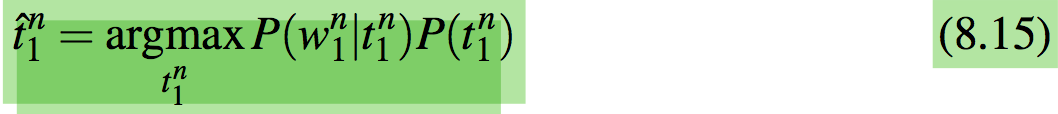 t̂₁ⁿ = argmax P(w₁ⁿ|t₁ⁿ)P(t₁ⁿ) (8.15)
t₁ⁿ